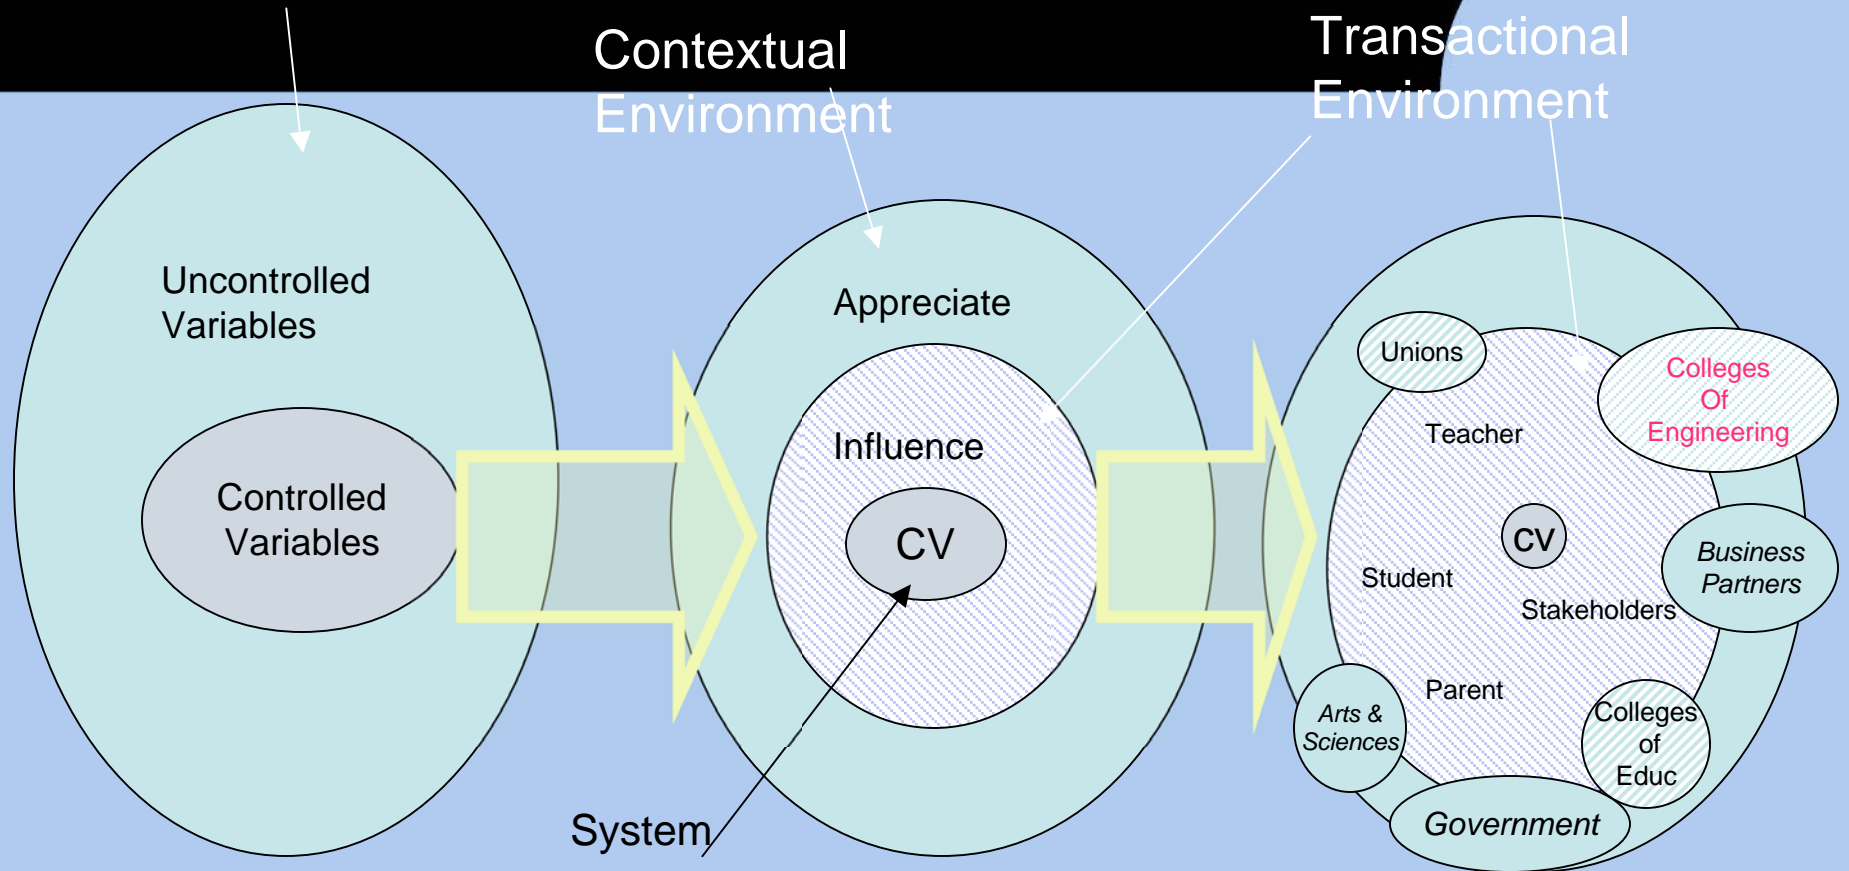 Contextual
Environment
Transactional
Environment
Uncontrolled
Variables
Controlled
Variables
Appreciate
Influence
CV
System
Unions
Colleges
Of
Engineering
Teacher
CV
Business
Partners
Student
Stakeholders
Parent
Arts &
Sciences
Colleges
of
Educ
Government